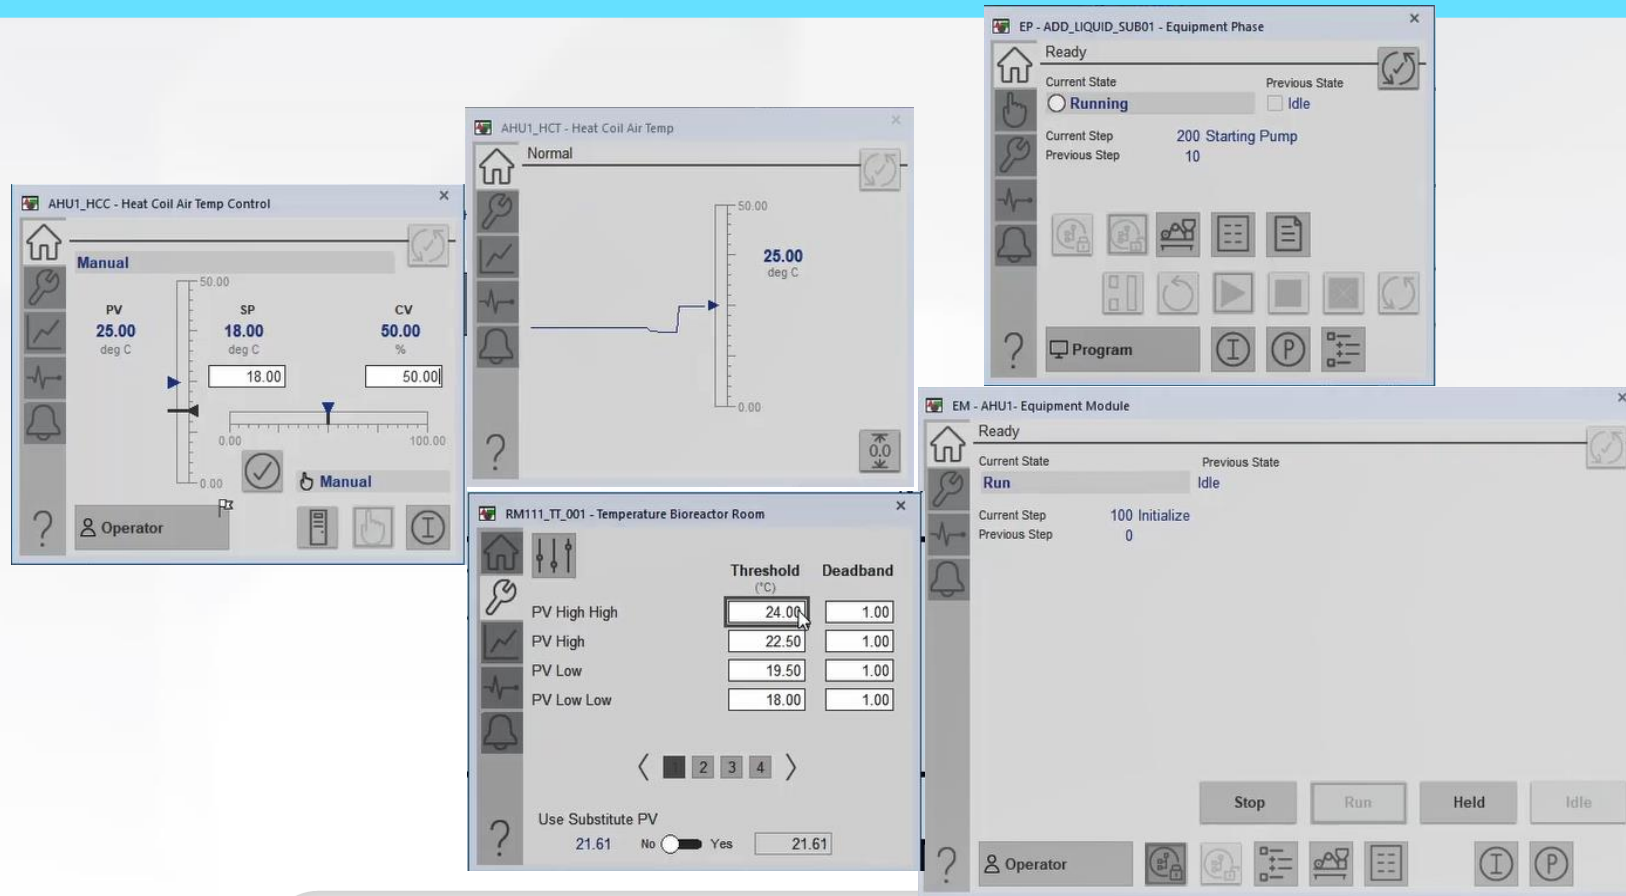 AHU1_HCC - Heat Coil Air Temp Control
×
Manual
50.00
PV
SP
CV
25.00
18.00
50.00
deg C
deg C
%
18.00
50.00
0.00
100.00
0.00
Manual
Operator
?
AHU1_HCT - Heat Coil Air Temp
×
Normal
50.00
25.00
deg C
0.00
0.0
?
RM111_TT_001 - Temperature Bioreactor Room
×
Threshold Deadband
(°C)
PV High High 24.00 1.00
PV High 22.50 1.00
PV Low 19.50 1.00
PV Low Low 18.00 1.00
1 2 3 4
Use Substitute PV
21.61 No Yes 21.61
?
EP - ADD_LIQUID_SUB01 - Equipment Phase
×
Ready
Current State Previous State
Running Idle
Current Step 200 Starting Pump
Previous Step 10
Program I P
?
EM - AHU1- Equipment Module
×
Ready
Current State Previous State
Run Idle
Current Step 100 Initialize
Previous Step 0
Stop Run Held Idle
Operator I P
?